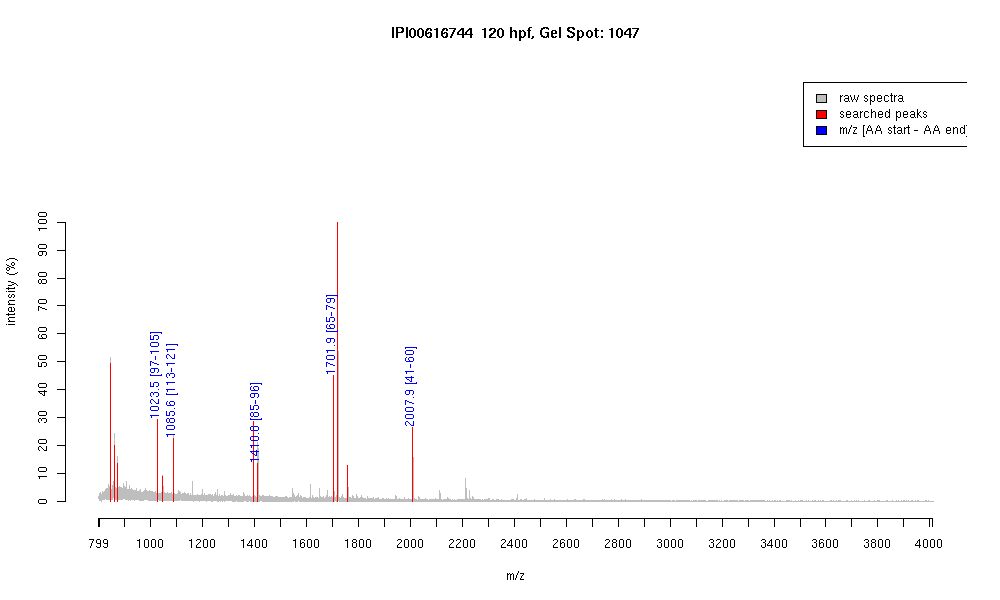 IPI00616744 120 hpf, Gel Spot: 1047
raw spectra
searched peaks
m/z [AA start - AA end]
intensity (%)
100
90
80
70
60
50
40
30
20
10
0
1023.5 [97-105]
1085.6 [113-121]
1410.8 [85-96]
1701.9 [65-79]
2007.9 [41-60]
799 1000 1200 1400 1600 1800 2000 2200 2400 2600 2800 3000 3200 3400 3600 3800 4000
m/z